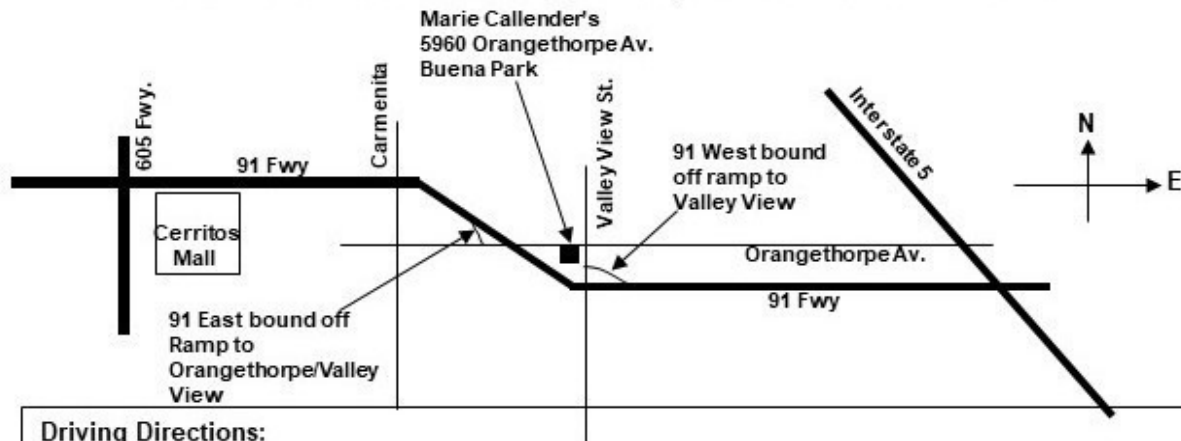 Marie Callender's
5960 Orangethorpe Av.
Buena Park
605 Fwy.
Carmenita
Valley View St.
Interstate 5
N
E
91 Fwy
91 West bound
off ramp to
Valley View
Cerritos
Mall
Orangethorpe Av.
91 Fwy
91 East bound off
Ramp to
Orangethorpe/Valley
View
Driving Directions: